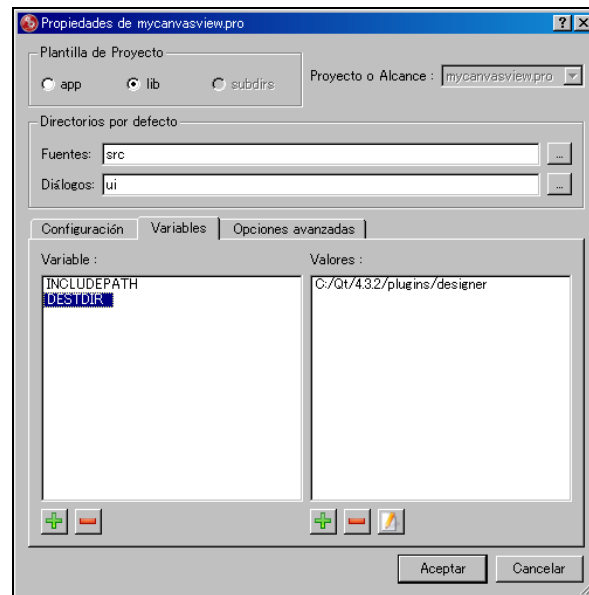 Propiedades de mycanvasview.pro
Plantilla de Proyecto
app
lib
subdirs
Proyecto o Alcance :
mycanvasview.pro
Directorios por defecto
Fuentes:
src
...
Diálogos:
ui
...
Configuración
Variables
Opciones avanzadas
Variable :
Valores :
INCLUDEPATH
DESTDIR
C:/Qt/4.3.2/plugins/designer
Aceptar
Cancelar